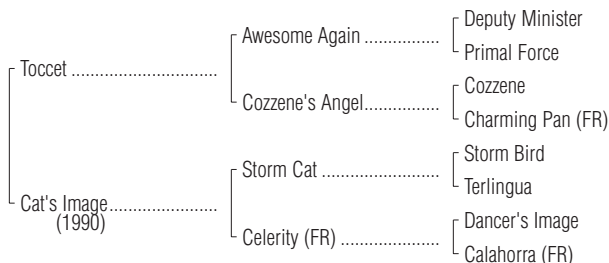 Deputy Minister
Awesome Again ................
Primal Force
Toccet ...............................
Cozzene
Cozzene's Angel................
Charming Pan (FR)
Storm Bird
Storm Cat .........................
Terlingua
Cat's Image.......................
(1990)
Dancer's Image
Celerity (FR) .....................
Calahorra (FR)